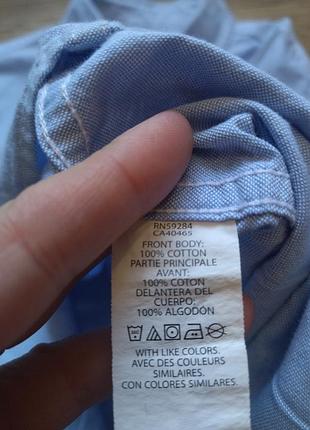 RN59284
CA40465
FRONT BODY:
100% COTTON
PARTIE PRINCIPALE
AVANT:
100% COTON
DELANTERA DEL
CUERPO:
100% ALGODÓN
WITH LIKE COLORS.
AVEC DES COULEURS
SIMILAIRES.
CON COLORES SIMILARES.